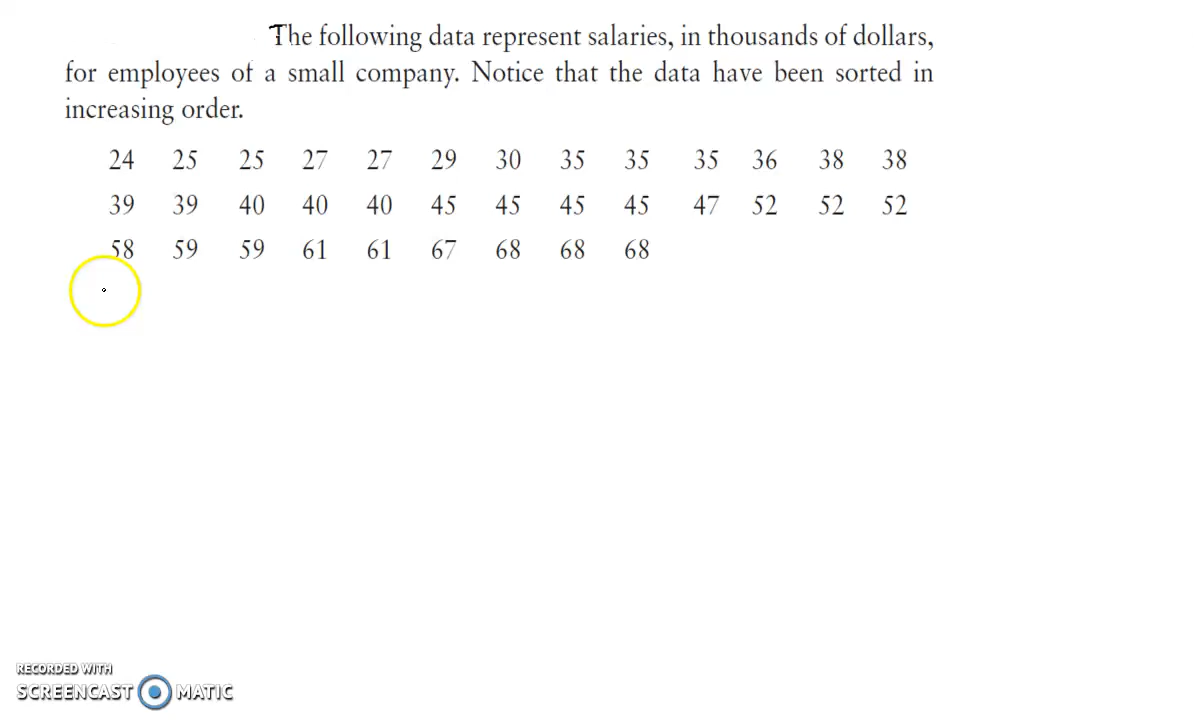 The following data represent salaries, in thousands of dollars,
for employees of a small company. Notice that the data have been sorted in
increasing order.
24 25 25 27 27 29 30 35 35 35 36 38 38
39 39 40 40 40 45 45 45 45 47 52 52 52
58 59 59 61 61 67 68 68 68
RECORDED WITH
SCREENCAST MATIC